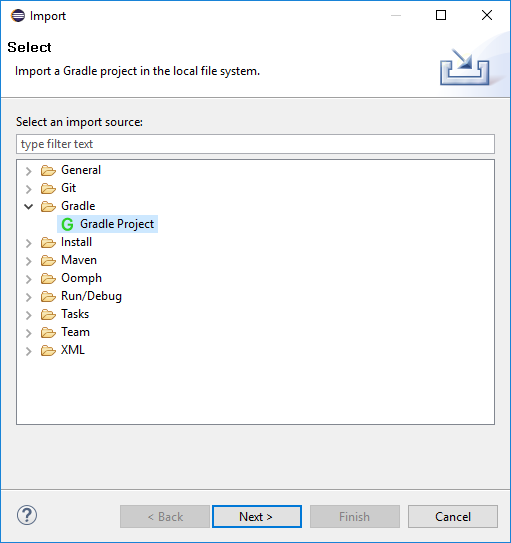 Import
Select
Import a Gradle project in the local file system.
Select an import source:
type filter text
General
Git
Gradle
Gradle Project
Install
Maven
Oomph
Run/Debug
Tasks
Team
XML
< Back Next > Finish Cancel